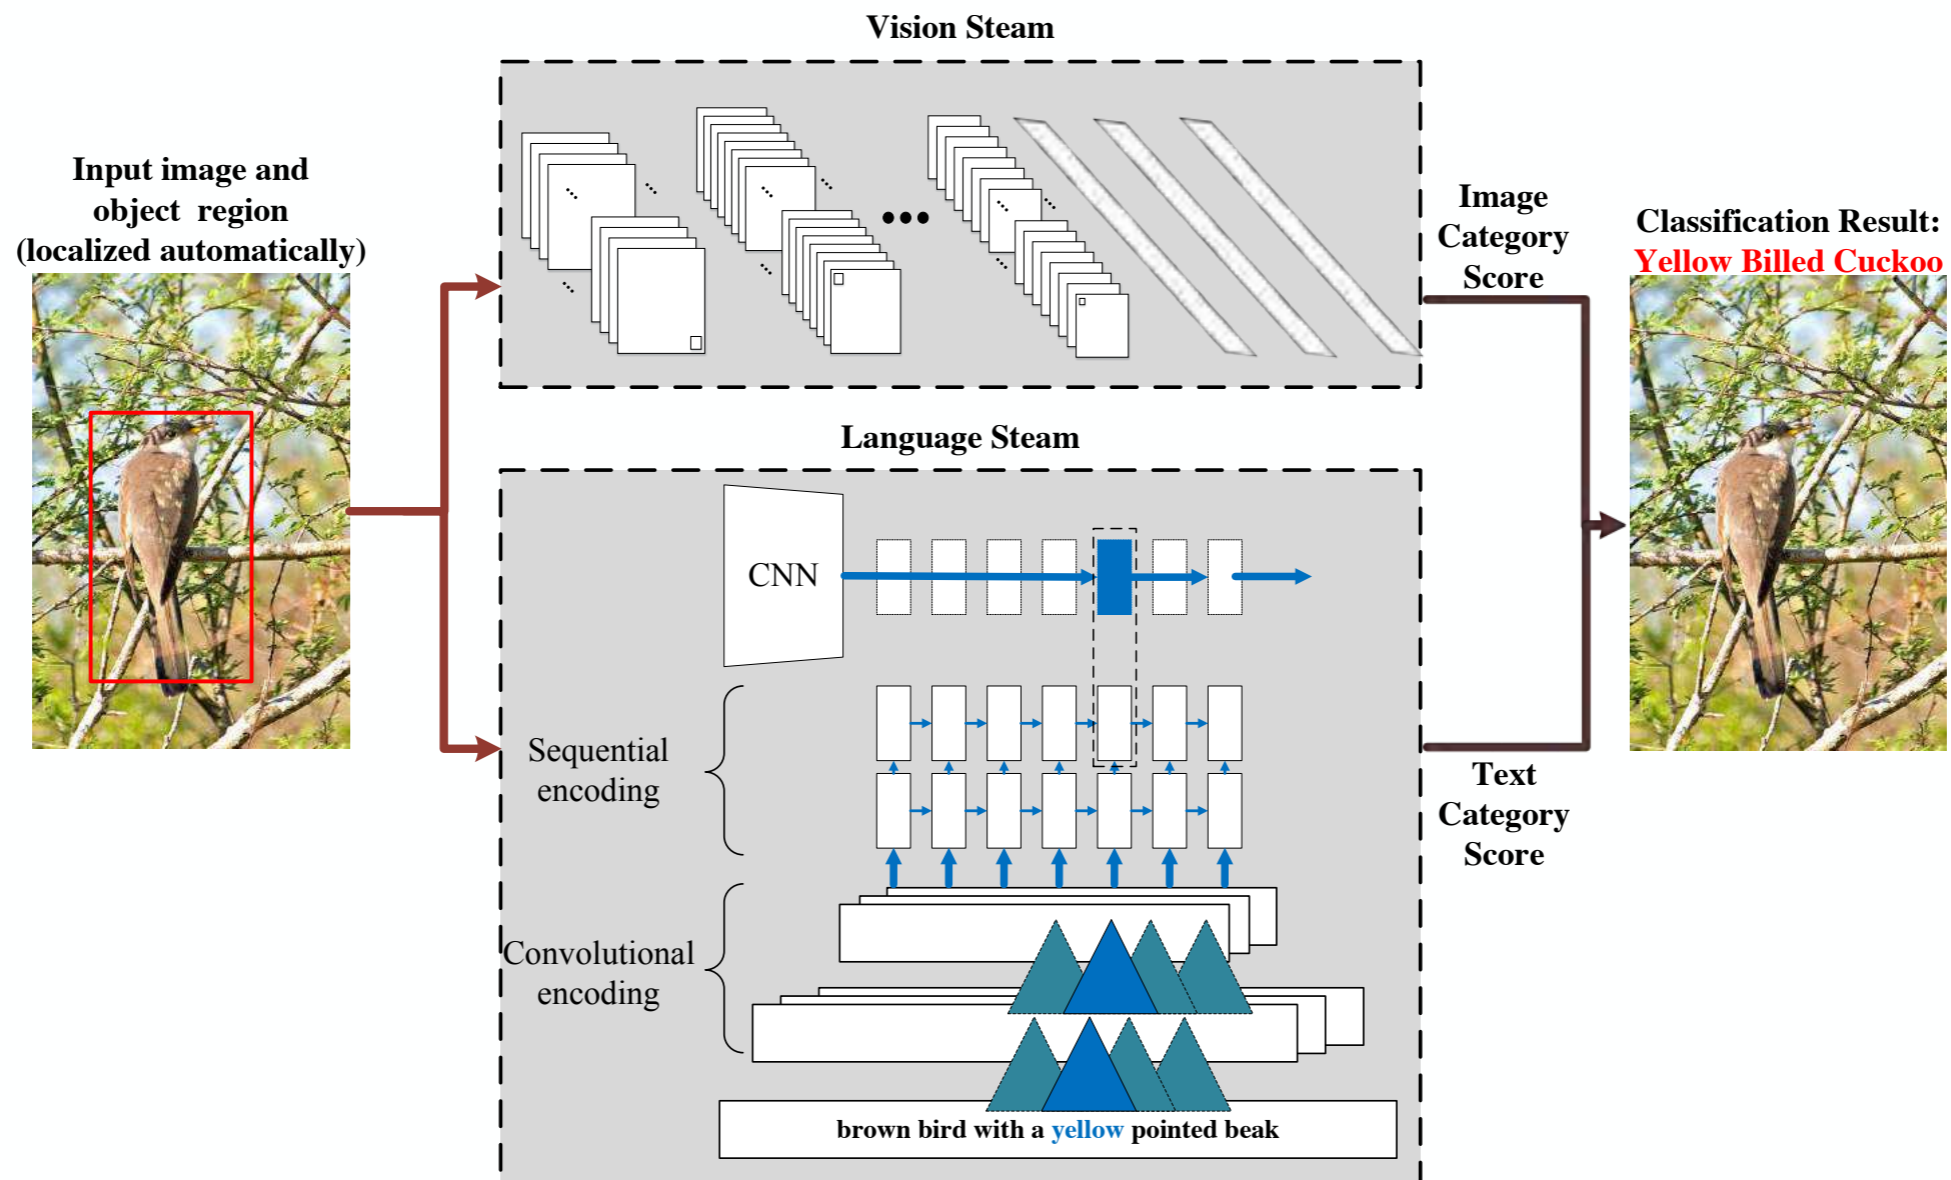 Vision Steam
Input image and
object region
(localized automatically)
Image
Category
Score
Classification Result:
Yellow Billed Cuckoo
Language Steam
CNN
Sequential
encoding
Text
Category
Score
Convolutional
encoding
brown bird with a yellow pointed beak